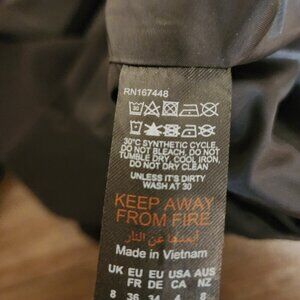 RN167448
30°C SYNTHETIC CYCLE,
DO NOT BLEACH, DO NOT
TUMBLE DRY, COOL IRON,
DO NOT DRY CLEAN
UNLESS IT'S DIRTY
WASH AT 30
KEEP AWAY
FROM FIRE
أبعدها عن النار
Made in Vietnam
UK EU EU USA AUS
FR DE CA NZ
8 36 34 4 8